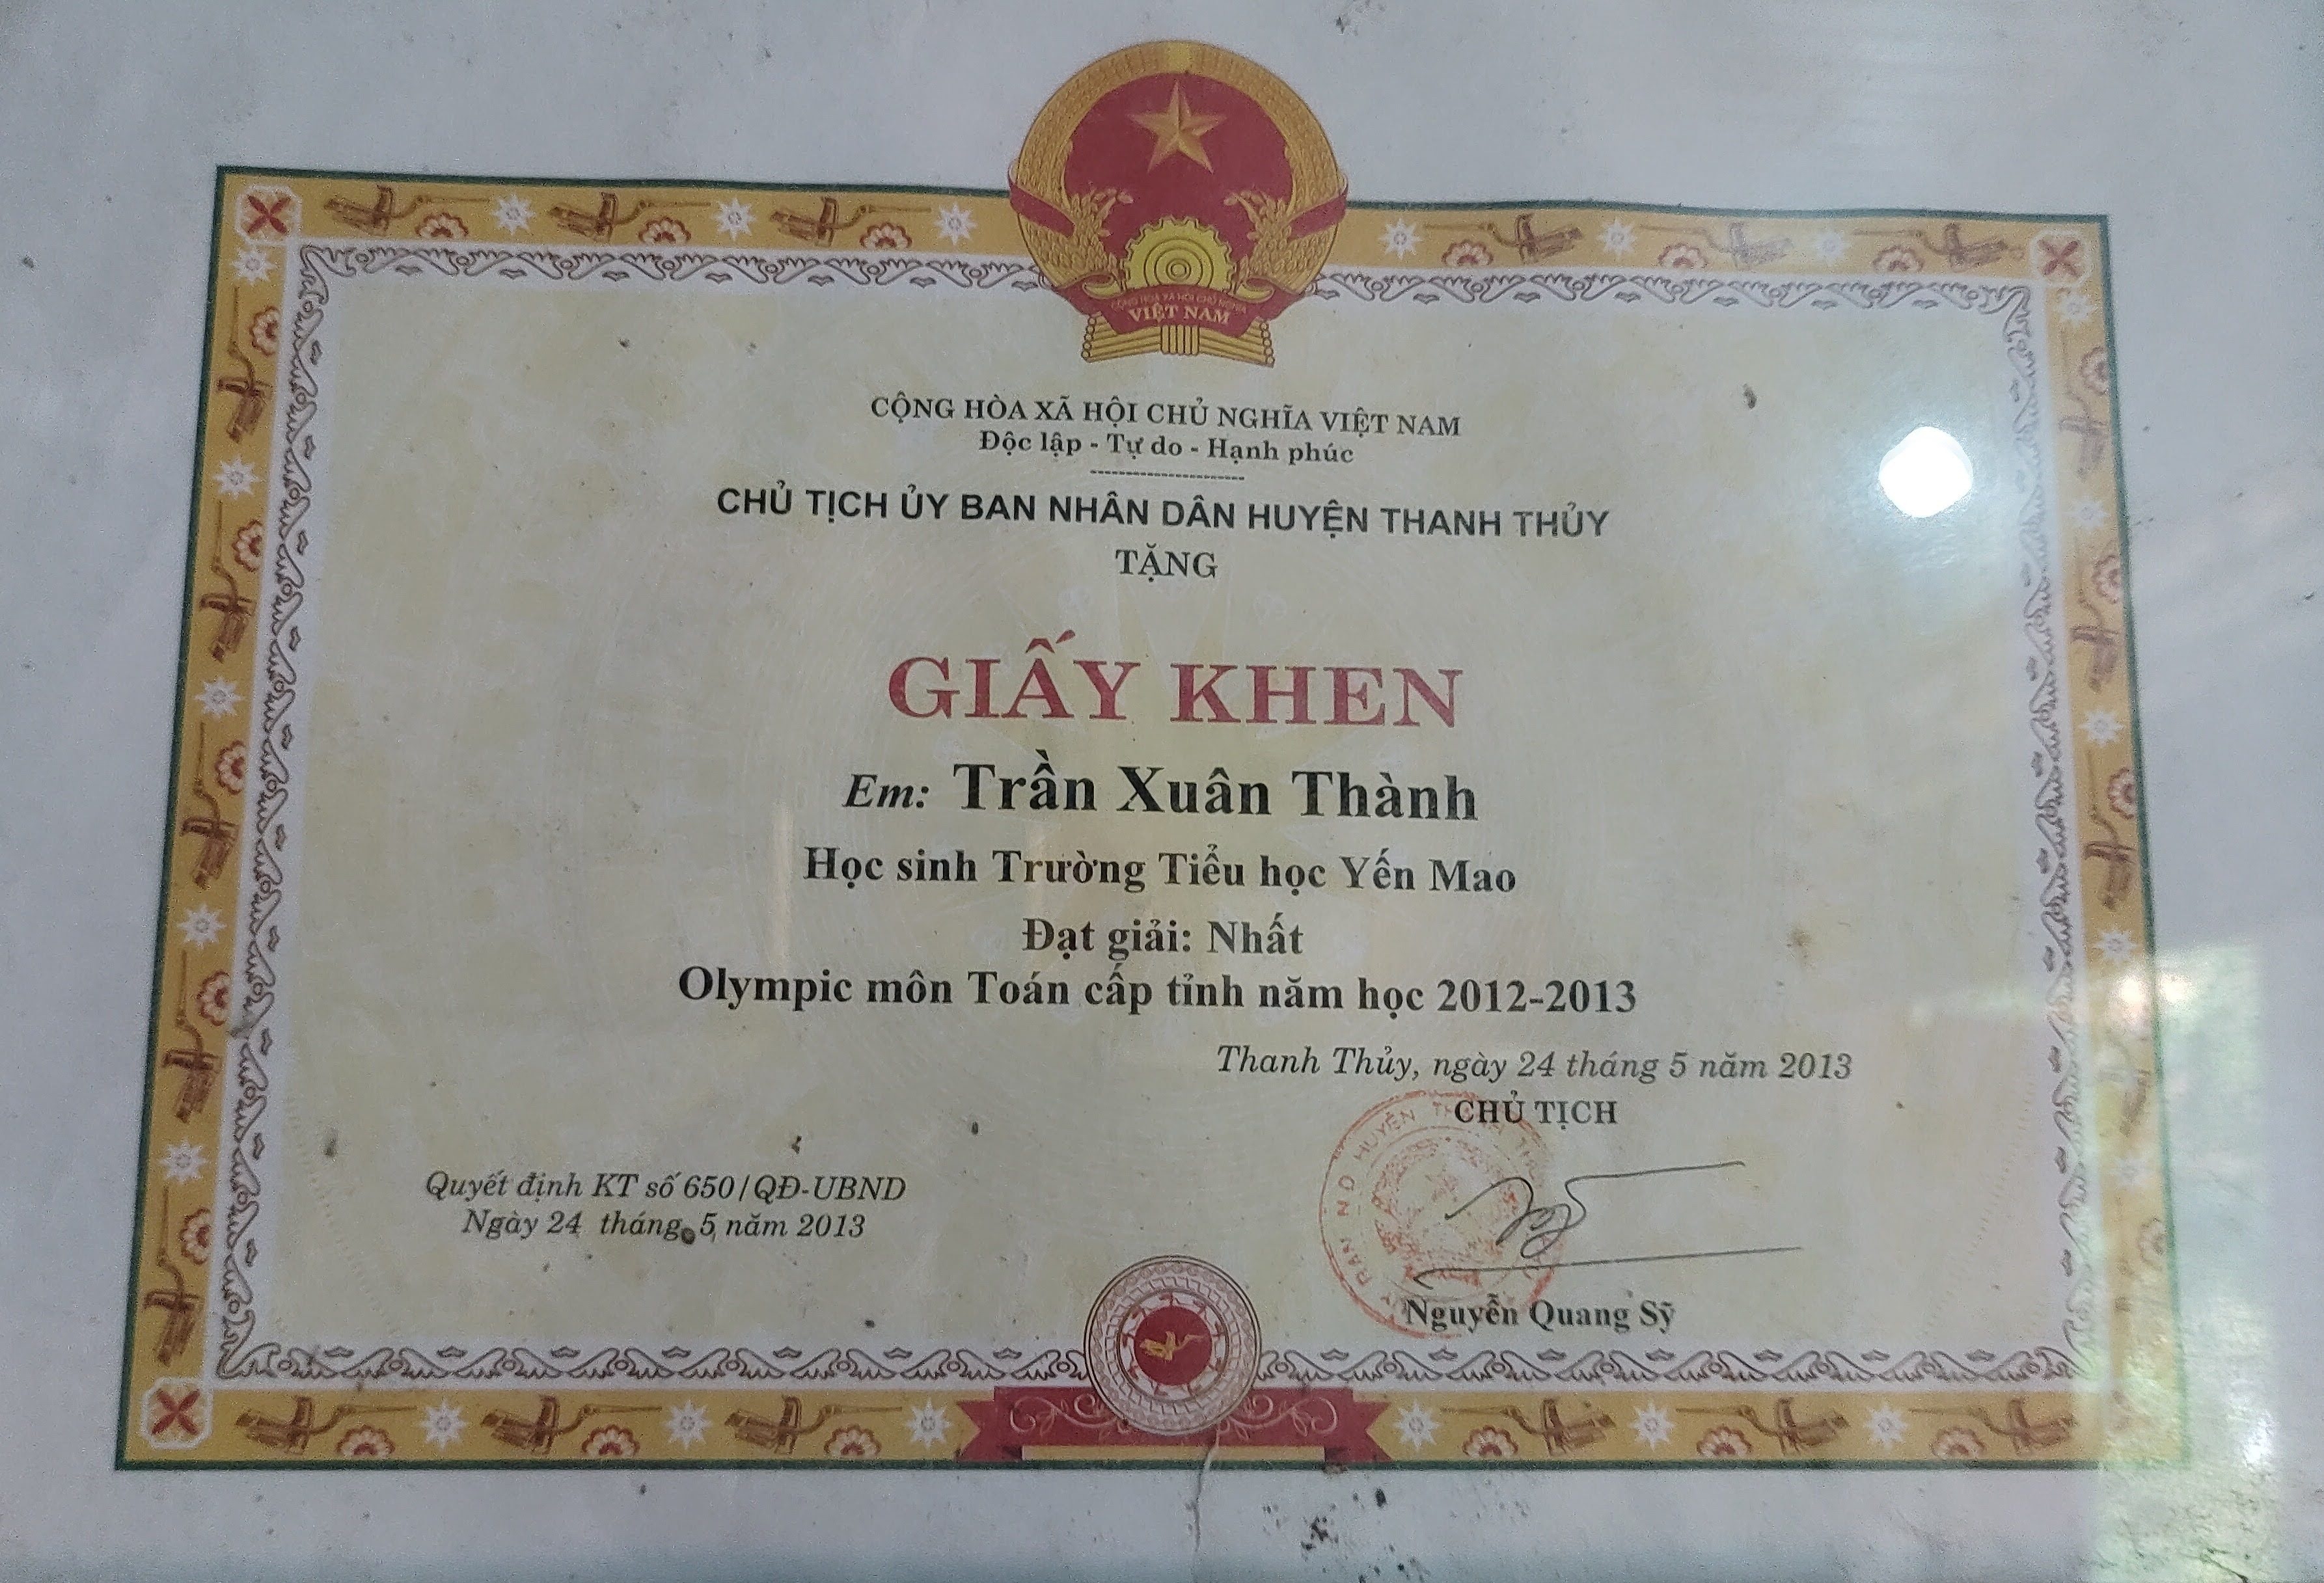 CỘNG HÒA XÃ HỘI CHỦ NGHĨA
VIỆT NAM
CỘNG HÒA XÃ HỘI CHỦ NGHĨA VIỆT NAM
Độc lập - Tự do - Hạnh phúc
CHỦ TỊCH ỦY BAN NHÂN DÂN HUYỆN THANH THỦY
TẶNG
GIẤY KHEN
Em: Trần Xuân Thành
Học sinh Trường Tiểu học Yến Mao
Đạt giải: Nhất
Olympic môn Toán cấp tỉnh năm học 2012-2013
Thanh Thủy, ngày 24 tháng 5 năm 2013
CHỦ TỊCH
HUYỆN
Quyết định KT số 650/QĐ-UBND
Ngày 24 tháng 5 năm 2013
Nguyễn Quang Sỹ